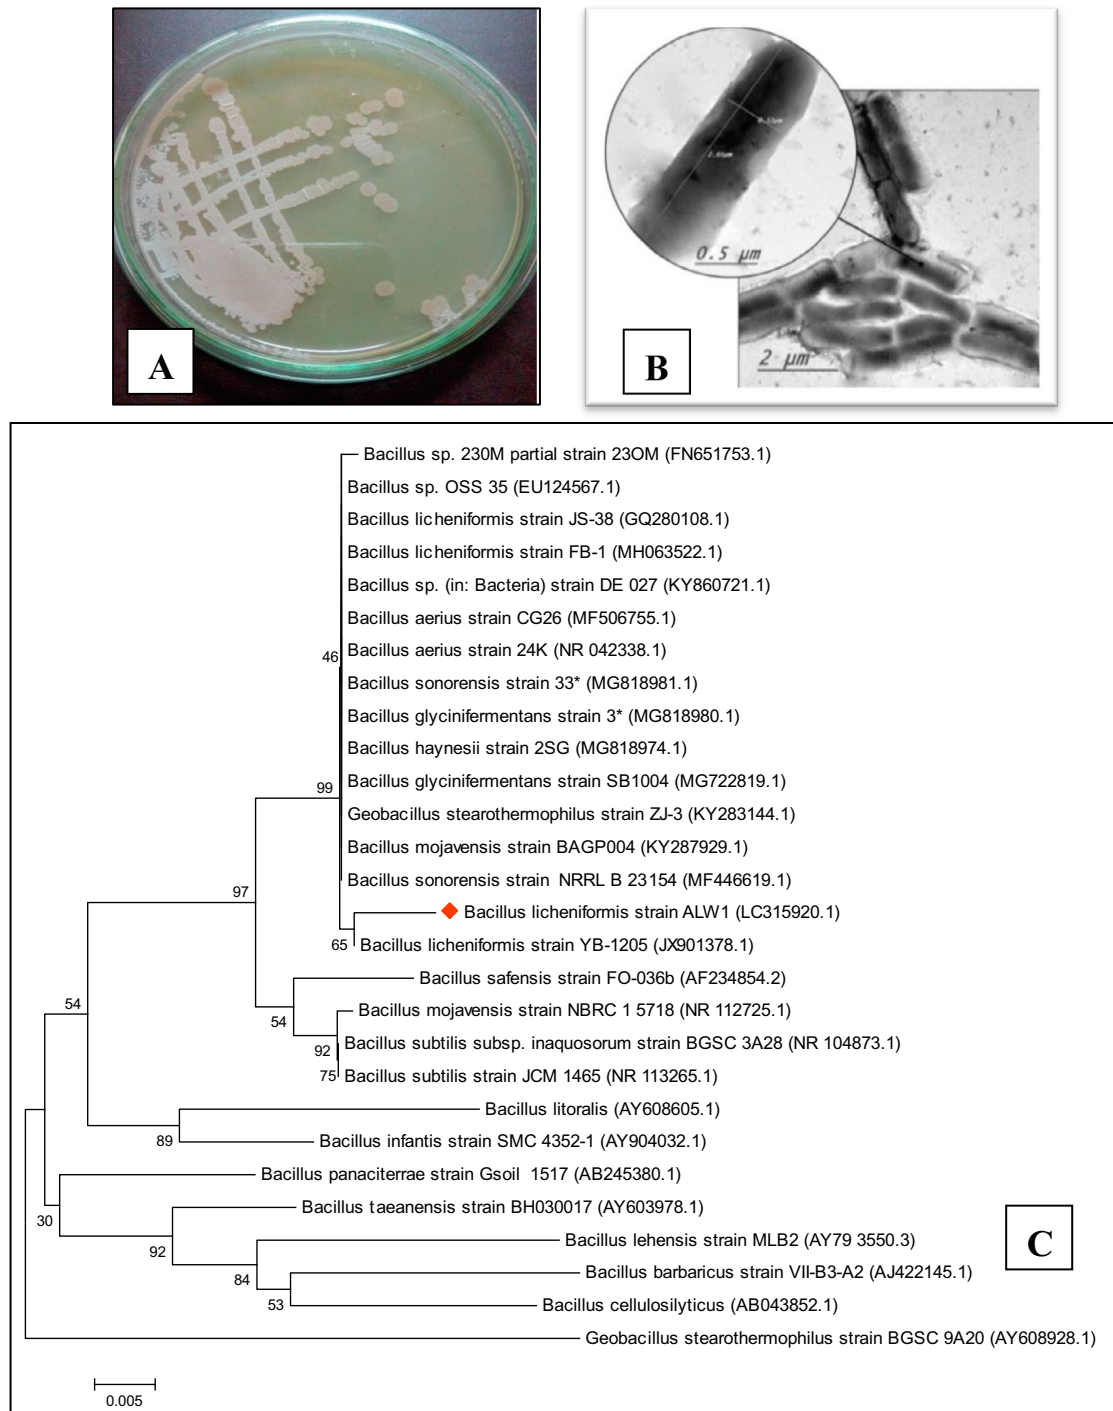 A
0.5 µm
2 µm
B
Bacillus sp. 230M partial strain 23OM (FN651753.1)
Bacillus sp. OSS 35 (EU124567.1)
Bacillus licheniformis strain JS-38 (GQ280108.1)
Bacillus licheniformis strain FB-1 (MH063522.1)
Bacillus sp. (in: Bacteria) strain DE 027 (KY860721.1)
Bacillus aerius strain CG26 (MF506755.1)
Bacillus aerius strain 24K (NR 042338.1)
46
Bacillus sonorensis strain 33* (MG818981.1)
Bacillus glycinifermentans strain 3* (MG818980.1)
Bacillus haynesii strain 2SG (MG818974.1)
Bacillus glycinifermentans strain SB1004 (MG722819.1)
99
Geobacillus stearothermophilus strain ZJ-3 (KY283144.1)
Bacillus mojavensis strain BAGP004 (KY287929.1)
Bacillus sonorensis strain NRRL B 23154 (MF446619.1)
97
Bacillus licheniformis strain ALW1 (LC315920.1)
65
Bacillus licheniformis strain YB-1205 (JX901378.1)
Bacillus safensis strain FO-036b (AF234854.2)
54
Bacillus mojavensis strain NBRC 1 5718 (NR 112725.1)
54
Bacillus subtilis subsp. inaquosorum strain BGSC 3A28 (NR 104873.1)
92
75
Bacillus subtilis strain JCM 1465 (NR 113265.1)
Bacillus litoralis (AY608605.1)
89
Bacillus infantis strain SMC 4352-1 (AY904032.1)
Bacillus panaciterrae strain Gsoil 1517 (AB245380.1)
Bacillus taeanensis strain BH030017 (AY603978.1)
30
C
92
Bacillus lehensis strain MLB2 (AY79 3550.3)
84
Bacillus barbaricus strain VII-B3-A2 (AJ422145.1)
53
Bacillus cellulosilyticus (AB043852.1)
Geobacillus stearothermophilus strain BGSC 9A20 (AY608928.1)
0.005